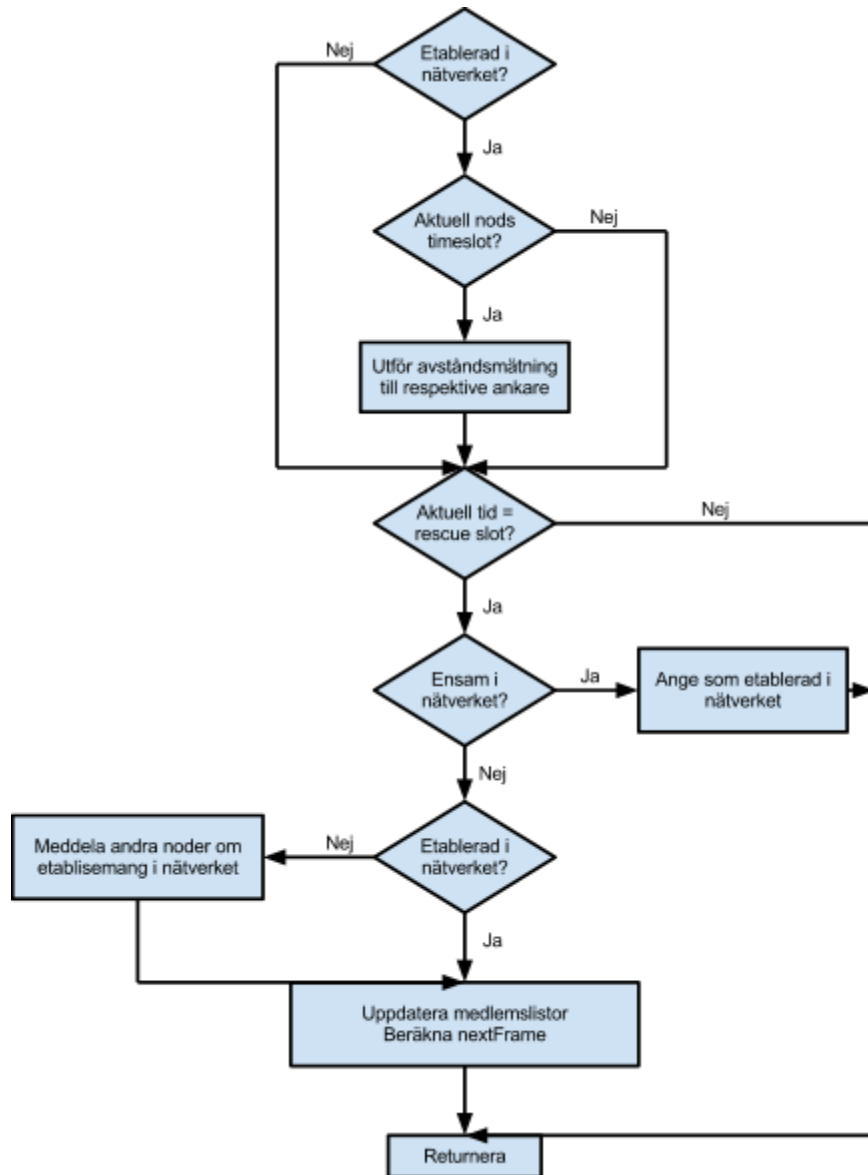 Nej
Etablerad i
nätverket?
Ja
Aktuell nods
timeslot?
Nej
Ja
Utför avståndsmätning
till respektive ankare
Aktuell tid =
rescue slot?
Nej
Ja
Ensam i
nätverket?
Ja
Ange som etablerad i
nätverket
Nej
Meddela andra noder om
etablisemang i nätverket
Nej
Etablerad i
nätverket?
Ja
Uppdatera medlemslistor
Beräkna nextFrame
Returnera